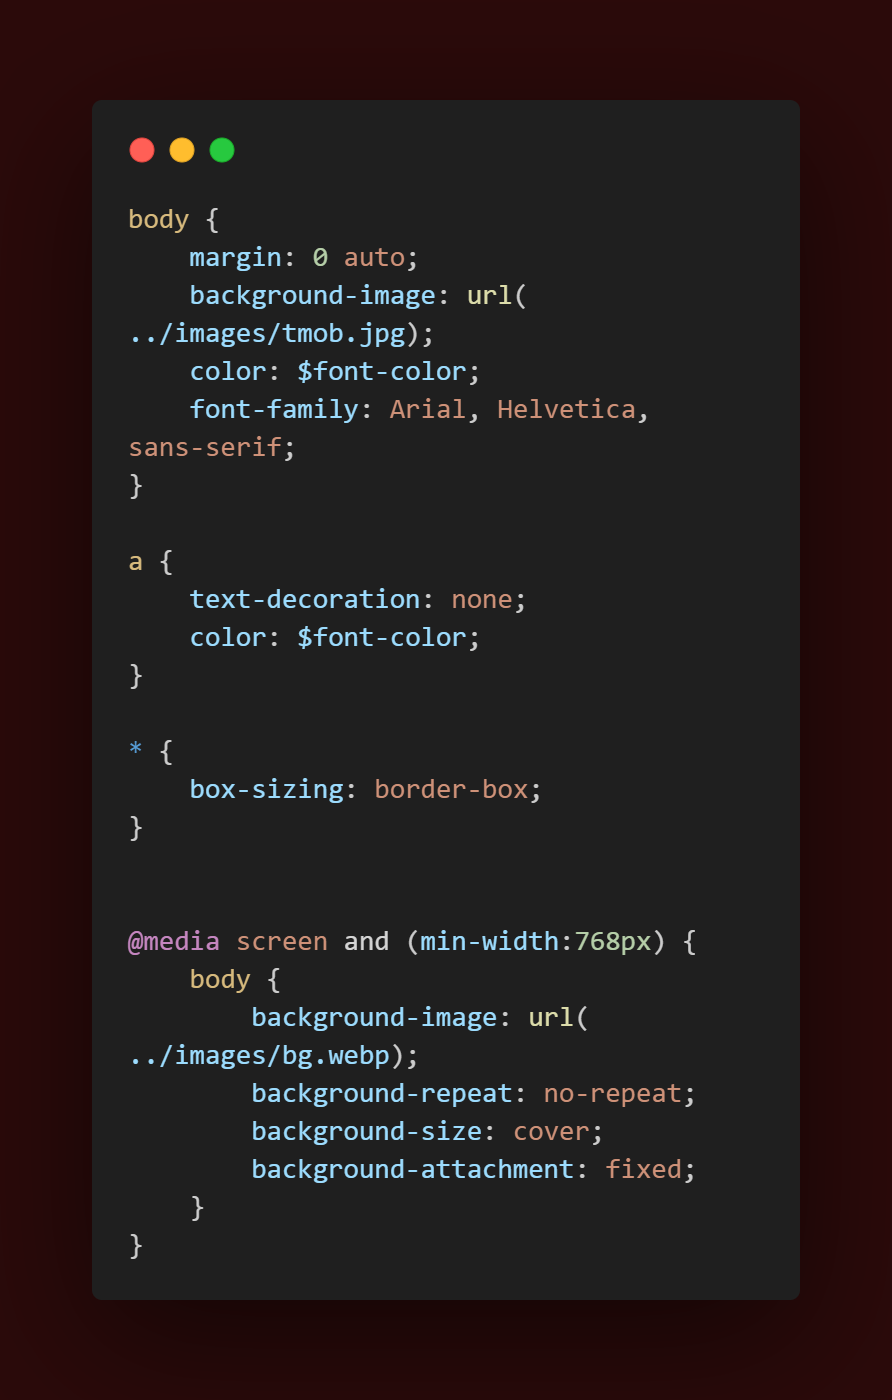 body {
    margin: 0 auto;
    background-image: url(
../images/tmob.jpg);
    color: $font-color;
    font-family: Arial, Helvetica,
sans-serif;
}

a {
    text-decoration: none;
    color: $font-color;
}

* {
    box-sizing: border-box;
}


@media screen and (min-width:768px) {
    body {
        background-image: url(
../images/bg.webp);
        background-repeat: no-repeat;
        background-size: cover;
        background-attachment: fixed;
    }
}